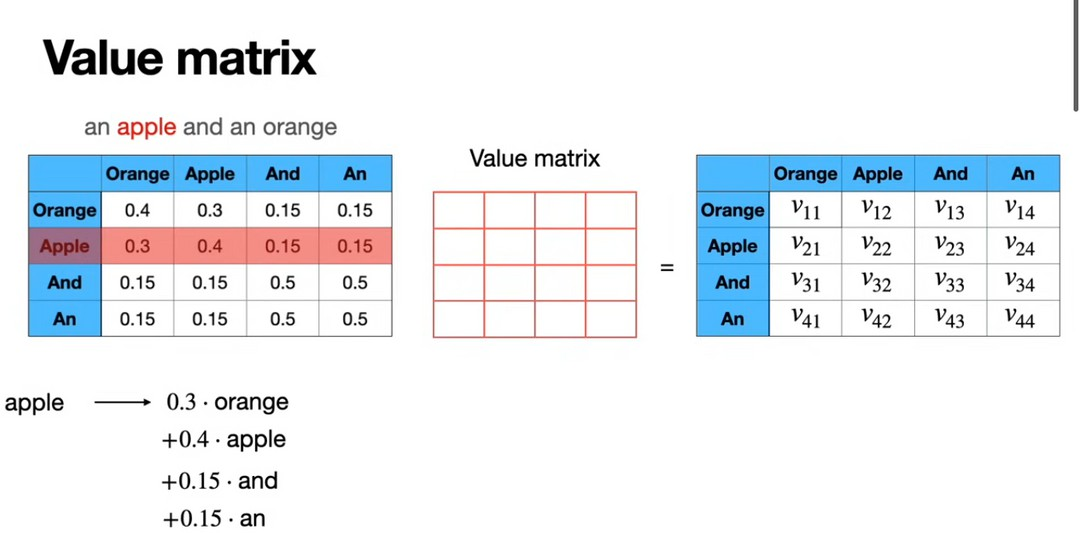 Value matrix
an apple and an orange
Orange Apple And An
Orange 0.4 0.3 0.15 0.15
Apple 0.3 0.4 0.15 0.15
And 0.15 0.15 0.5 0.5
An 0.15 0.15 0.5 0.5
Value matrix
=
Orange Apple And An
Orange v11 v12 v13 v14
Apple v21 v22 v23 v24
And v31 v32 v33 v34
An v41 v42 v43 v44
apple ⟶ 0.3 · orange
+0.4 · apple
+0.15 · and
+0.15 · an